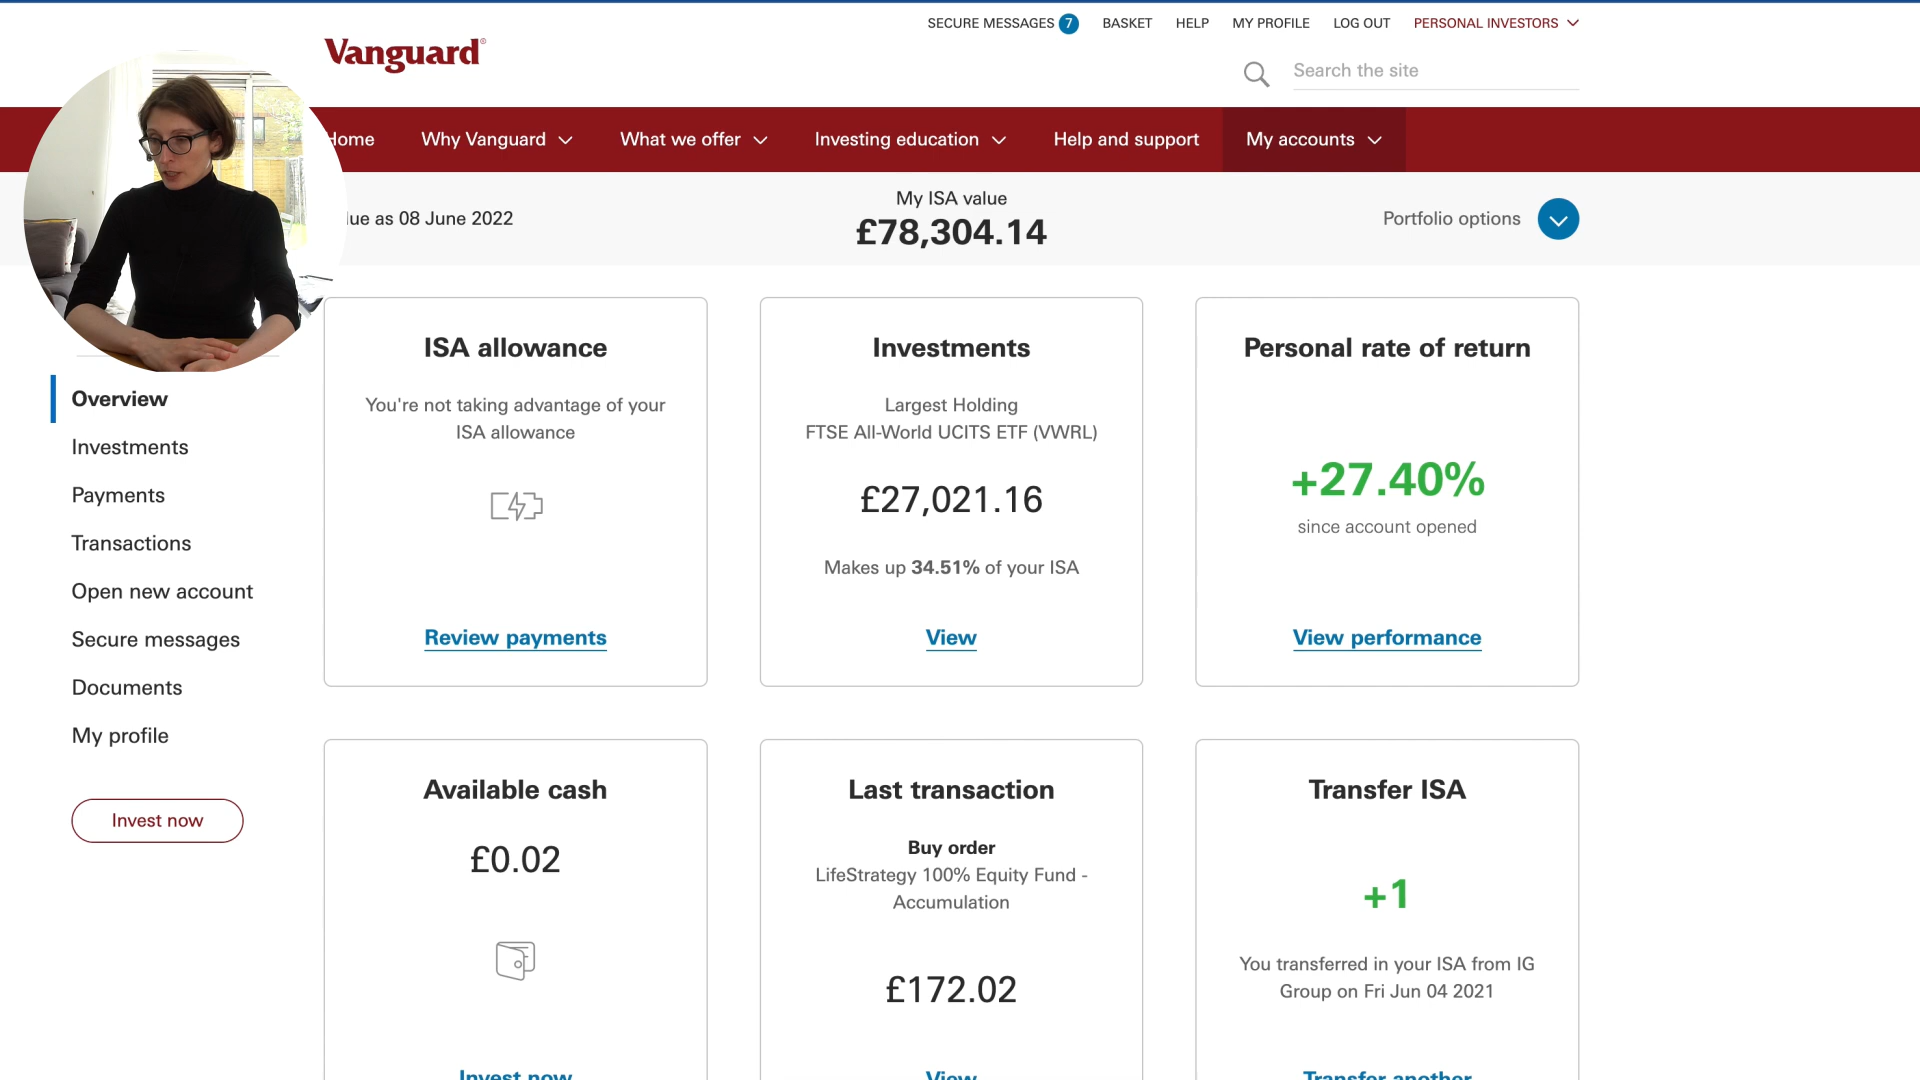 SECURE MESSAGES 7 BASKET HELP MY PROFILE LOG OUT PERSONAL INVESTORS
Vanguard®
Search the site
Home Why Vanguard What we offer Investing education Help and support My accounts
lue as 08 June 2022
My ISA value
£78,304.14
Portfolio options
Overview
Investments
Payments
Transactions
Open new account
Secure messages
Documents
My profile
Invest now
ISA allowance
You're not taking advantage of your
ISA allowance
Review payments
Investments
Largest Holding
FTSE All-World UCITS ETF (VWRL)
£27,021.16
Makes up 34.51% of your ISA
View
Personal rate of return
+27.40%
since account opened
View performance
Available cash
£0.02
Invest now
Last transaction
Buy order
LifeStrategy 100% Equity Fund -
Accumulation
£172.02
View
Transfer ISA
+1
You transferred in your ISA from IG
Group on Fri Jun 04 2021
Transfer another